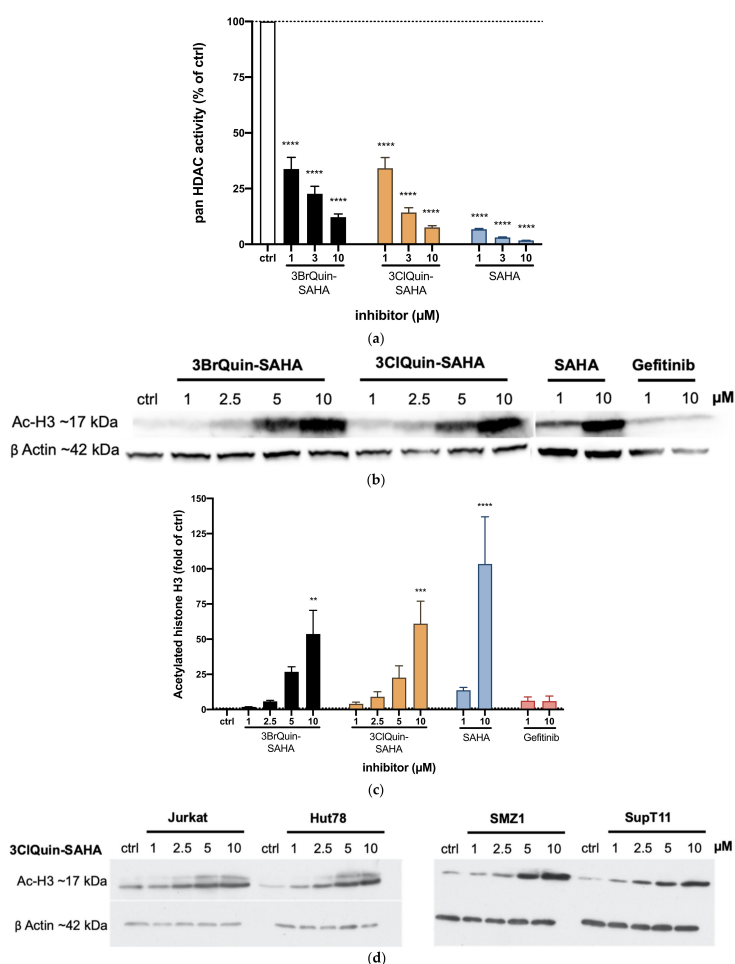 pan HDAC activity (% of ctrl)
100
75
50
25
0
**** **** **** **** **** **** **** **** ****
ctrl 1 3 10 1 3 10 1 3 10
3BrQuin-SAHA 3ClQuin-SAHA SAHA
inhibitor (µM)
(a)
3BrQuin-SAHA 3ClQuin-SAHA SAHA Gefitinib
ctrl 1 2.5 5 10 1 2.5 5 10 1 10 1 10 µM
Ac-H3 ~17 kDa
β Actin ~42 kDa
(b)
Acetylated histone H3 (fold of ctrl)
150
125
100
75
50
25
0
** *** ****
ctrl 1 2.5 5 10 1 2.5 5 10 1 10 1 10
3BrQuin-SAHA 3ClQuin-SAHA SAHA Gefitinib
inhibitor (µM)
(c)
Jurkat Hut78 SMZ1 SupT11
3ClQuin-SAHA ctrl 1 2.5 5 10 ctrl 1 2.5 5 10 ctrl 1 2.5 5 10 ctrl 1 2.5 5 10 µM
Ac-H3 ~17 kDa
β Actin ~42 kDa
(d)